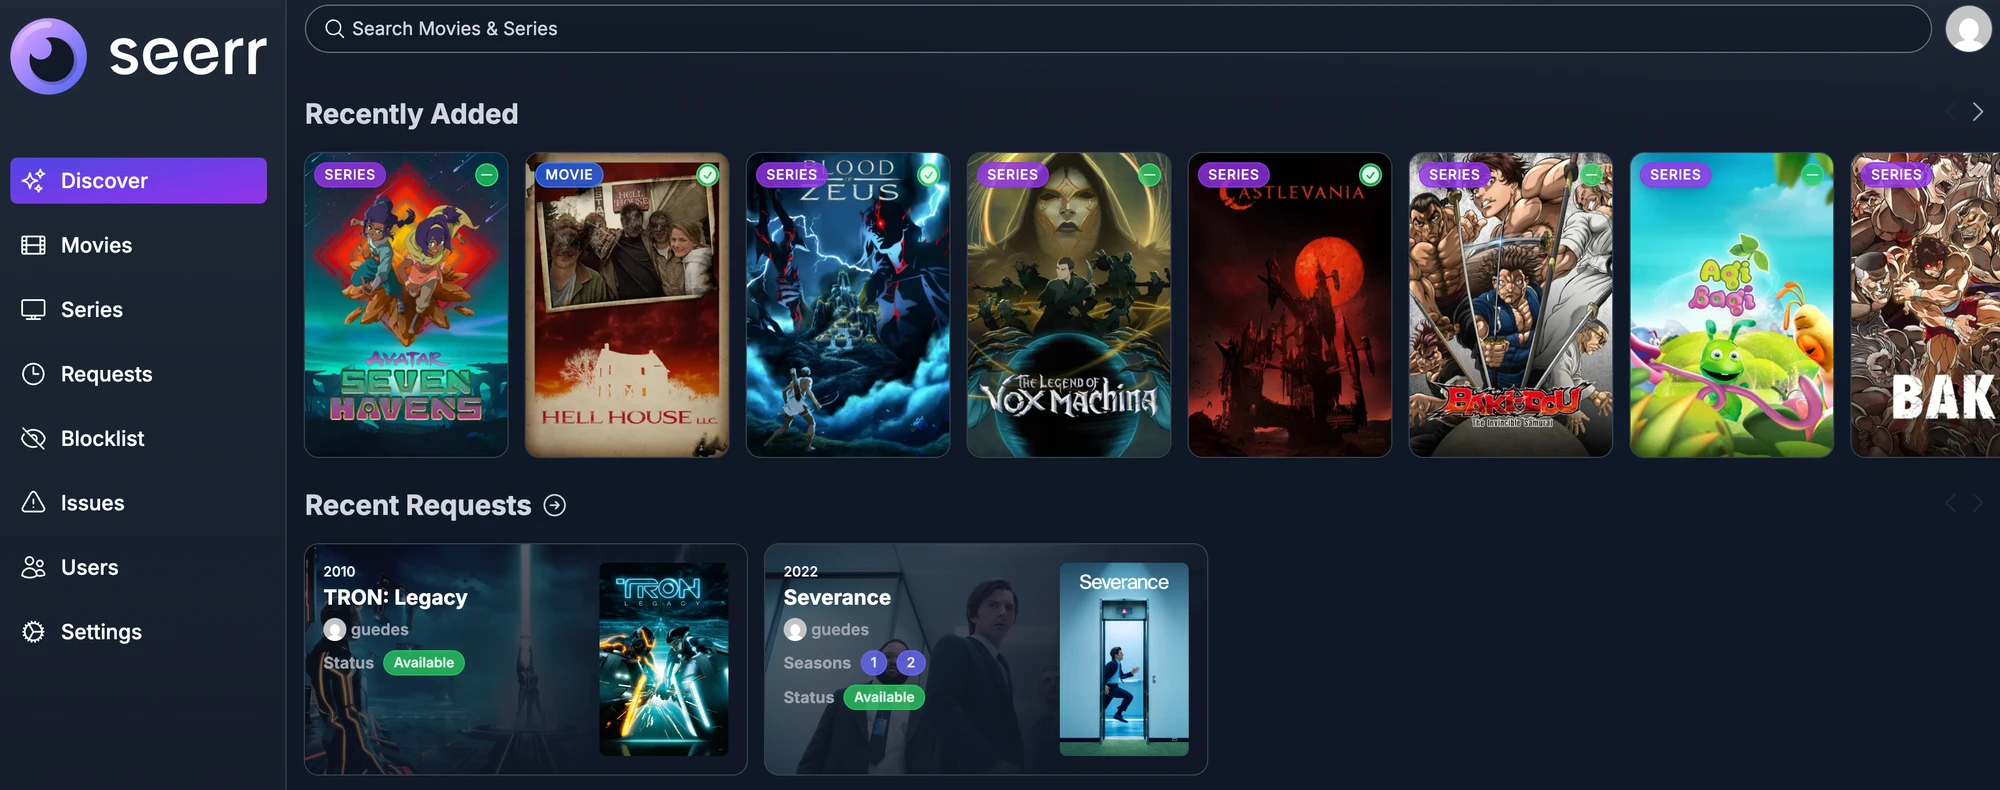 seerr
Search Movies & Series
Discover
Movies
Series
Requests
Blocklist
Issues
Users
Settings
Recently Added
SERIES
AVATAR
SEVEN
HAVENS
MOVIE
HELL
HOUSE
HELL HOUSE LLC
SERIES
BLOOD
OF
ZEUS
SERIES
THE LEGEND OF
VOX MACHINA
SERIES
CASTLEVANIA
SERIES
BAKI-DOU
The Invincible Samurai
SERIES
Agi
Bagi
SERIES
BAK
Recent Requests
2010
TRON: Legacy
guedes
Status Available
TRON
LEGACY
2022
Severance
guedes
Seasons 1 2
Status Available
Severance